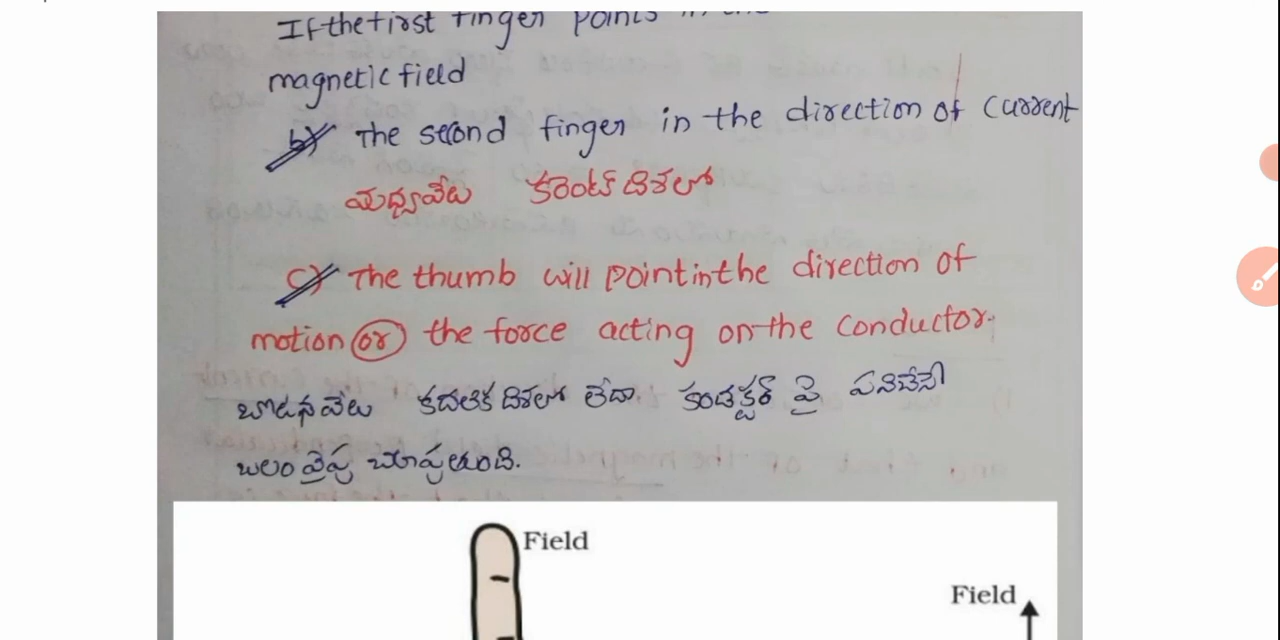 If the first finger points in the
magnetic field
b) The second finger in the direction of current
మధ్యవేలు కరెంట్ దిశలో
c) The thumb will point in the direction of
motion or the force acting on the conductor.
బొటనవేలు కదలిక దిశలో లేదా కండక్టర్ పై పనిచేసే
బలం వైపు చూపుతుంది.
Field
Field